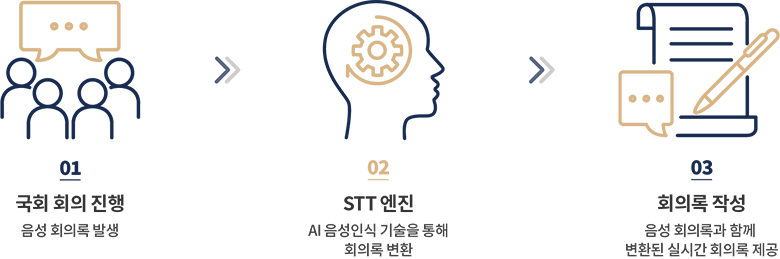 01
국회 회의 진행
음성 회의록 발생
02
STT 엔진
AI 음성인식 기술을 통해
회의록 변환
03
회의록 작성
음성 회의록과 함께
변환된 실시간 회의록 제공